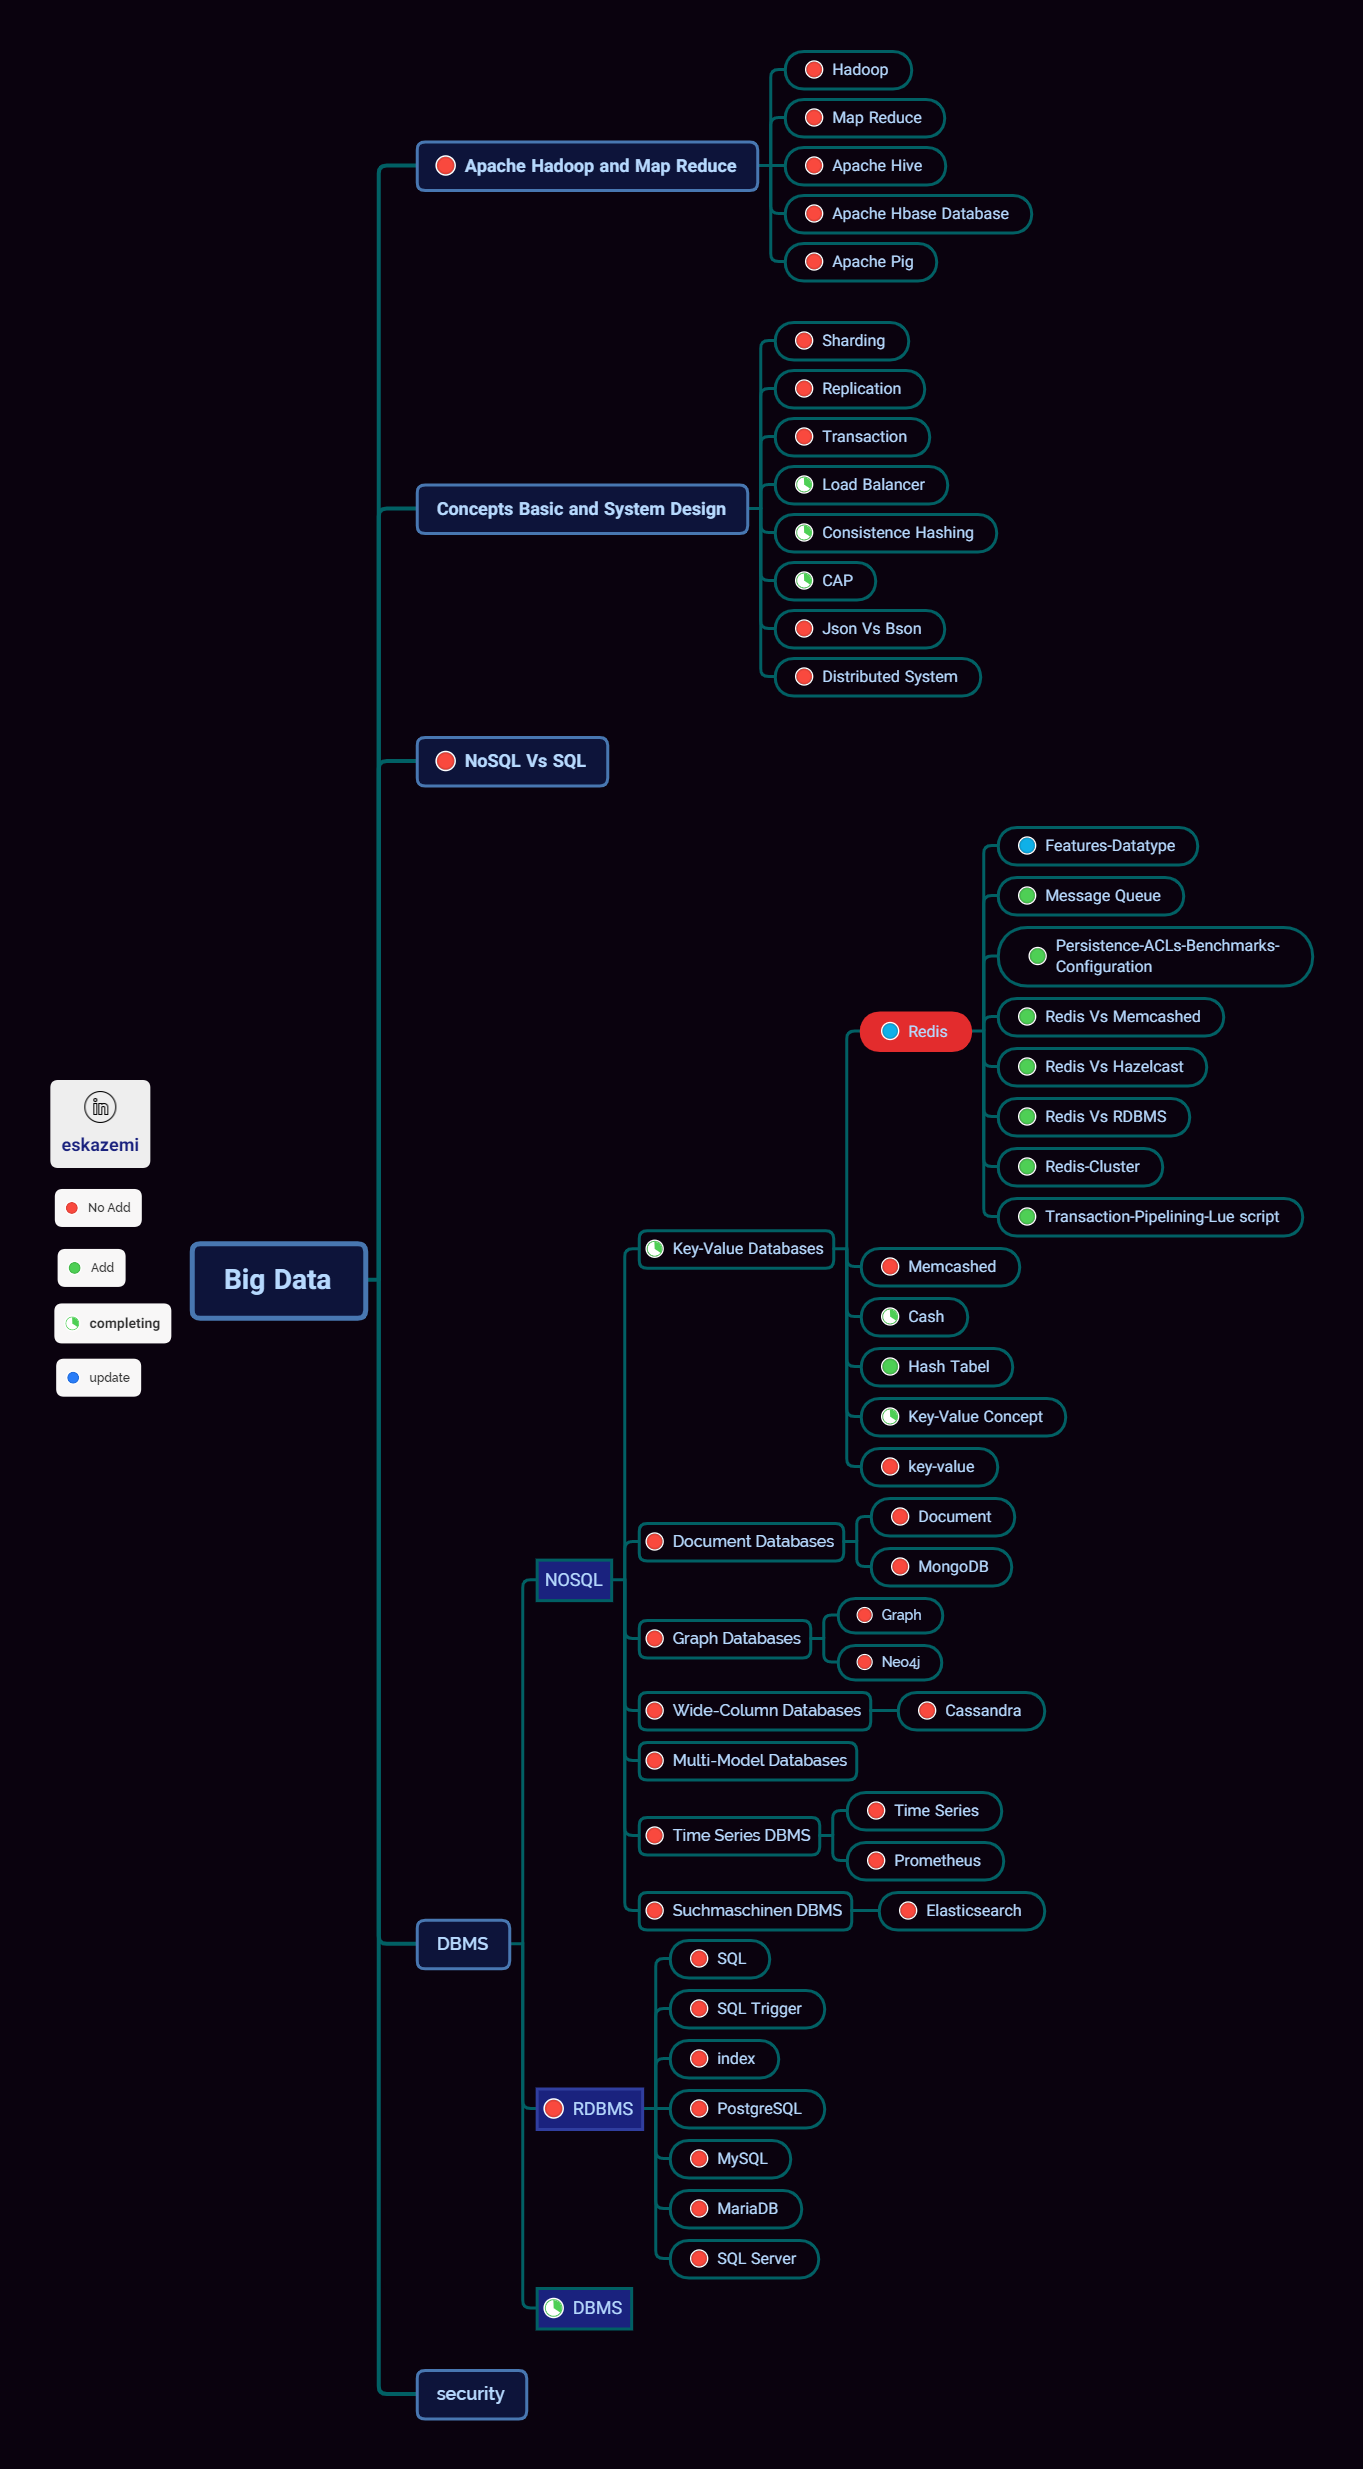 Hadoop
Map Reduce
Apache Hadoop and Map Reduce
Apache Hive
Apache Hbase Database
Apache Pig
Sharding
Replication
Transaction
Load Balancer
Concepts Basic and System Design
Consistence Hashing
CAP
Json Vs Bson
Distributed System
NoSQL Vs SQL
Features-Datatype
Message Queue
Persistence-ACLs-Benchmarks-
Configuration
Redis
Redis Vs Memcashed
Redis Vs Hazelcast
Redis Vs RDBMS
Redis-Cluster
Transaction-Pipelining-Lue script
in
eskazemi
No Add
Add
completing
update
Big Data
Key-Value Databases
Memcashed
Cash
Hash Tabel
Key-Value Concept
key-value
Document Databases
Document
MongoDB
NOSQL
Graph Databases
Graph
Neo4j
Wide-Column Databases
Cassandra
Multi-Model Databases
Time Series DBMS
Time Series
Prometheus
Suchmaschinen DBMS
Elasticsearch
DBMS
SQL
SQL Trigger
index
RDBMS
PostgreSQL
MySQL
MariaDB
SQL Server
DBMS
security